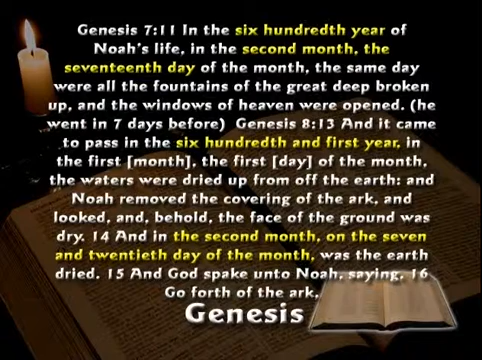 Genesis 7:11 In the six hundredth year of
Noah's life, in the second month, the
seventeenth day of the month, the same day
were all the fountains of the great deep broken
up, and the windows of heaven were opened. (he
went in 7 days before) Genesis 8:13 And it came
to pass in the six hundredth and first year, in
the first [month], the first [day] of the month,
the waters were dried up from off the earth: and
Noah removed the covering of the ark, and
looked, and, behold, the face of the ground was
dry. 14 And in the second month, on the seven
and twentieth day of the month, was the earth
dried. 15 And God spake unto Noah, saying, 16
Go forth of the ark,
Genesis